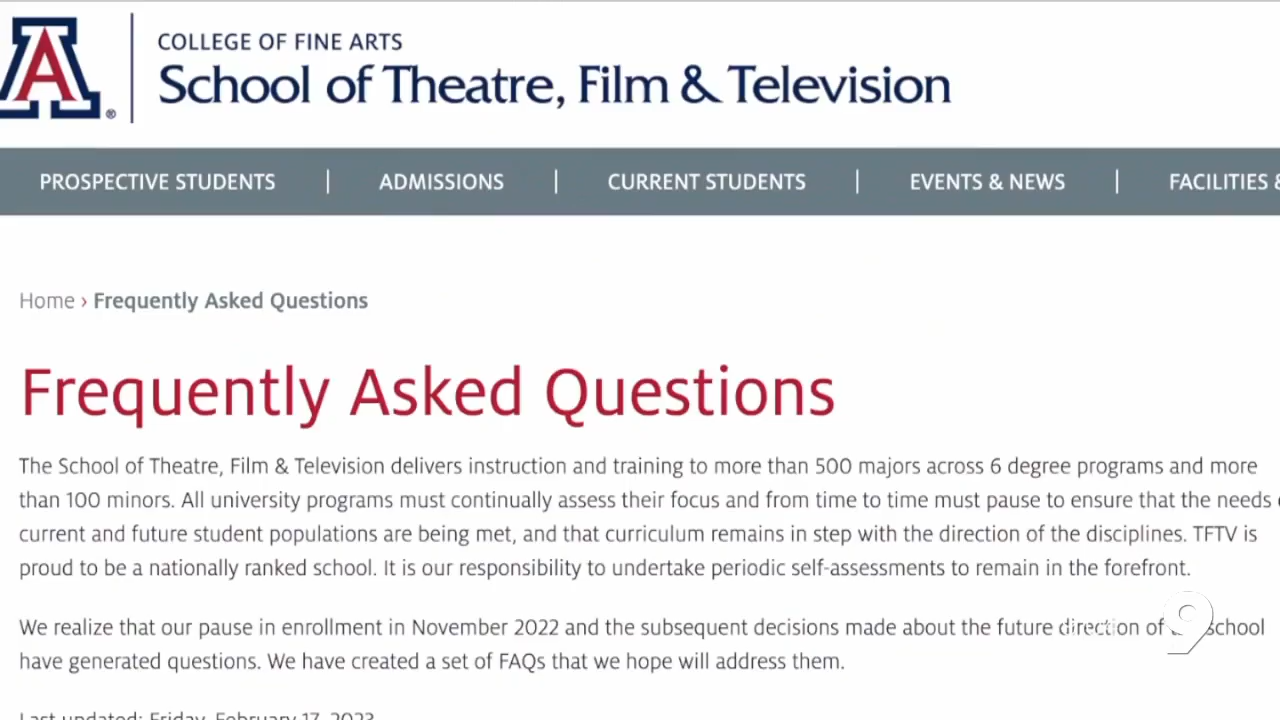 A
COLLEGE OF FINE ARTS
School of Theatre, Film & Television
PROSPECTIVE STUDENTS | ADMISSIONS | CURRENT STUDENTS | EVENTS & NEWS | FACILITIES &
Home › Frequently Asked Questions
Frequently Asked Questions
The School of Theatre, Film & Television delivers instruction and training to more than 500 majors across 6 degree programs and more
than 100 minors. All university programs must continually assess their focus and from time to time must pause to ensure that the needs
current and future student populations are being met, and that curriculum remains in step with the direction of the disciplines. TFTV is
proud to be a nationally ranked school. It is our responsibility to undertake periodic self-assessments to remain in the forefront.
We realize that our pause in enrollment in November 2022 and the subsequent decisions made about the future of school
have generated questions. We have created a set of FAQs that we hope will address them.
Last updated: Friday, February 17, 2023
9